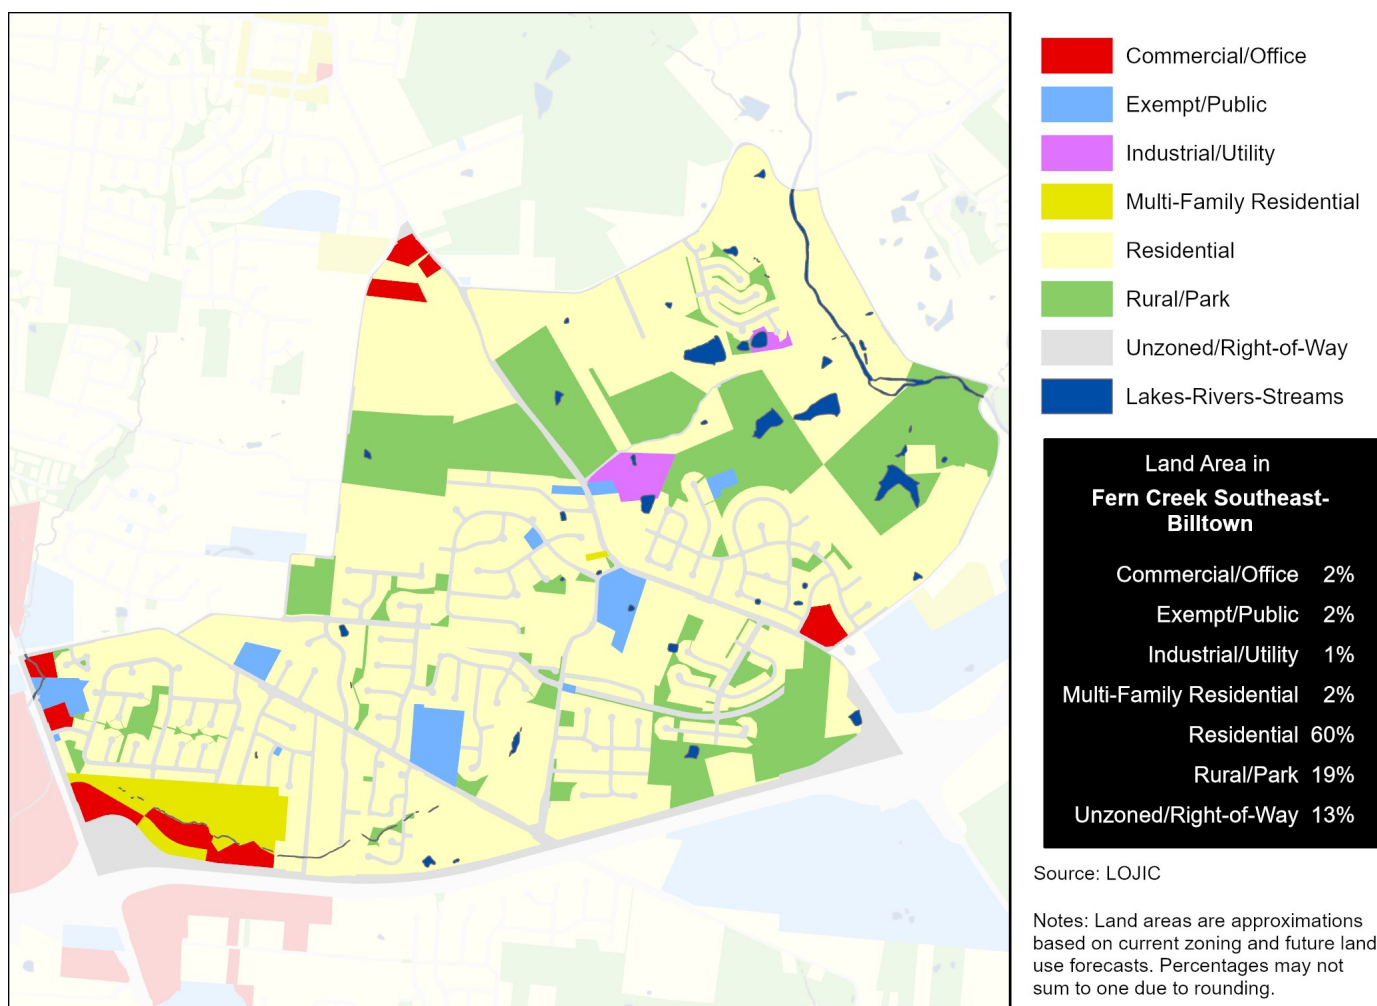 Commercial/Office
Exempt/Public
Industrial/Utility
Multi-Family Residential
Residential
Rural/Park
Unzoned/Right-of-Way
Lakes-Rivers-Streams
Land Area in
Fern Creek Southeast-
Billtown
Commercial/Office 2%
Exempt/Public 2%
Industrial/Utility 1%
Multi-Family Residential 2%
Residential 60%
Rural/Park 19%
Unzoned/Right-of-Way 13%
Source: LOJIC
Notes: Land areas are approximations
based on current zoning and future land
use forecasts. Percentages may not
sum to one due to rounding.